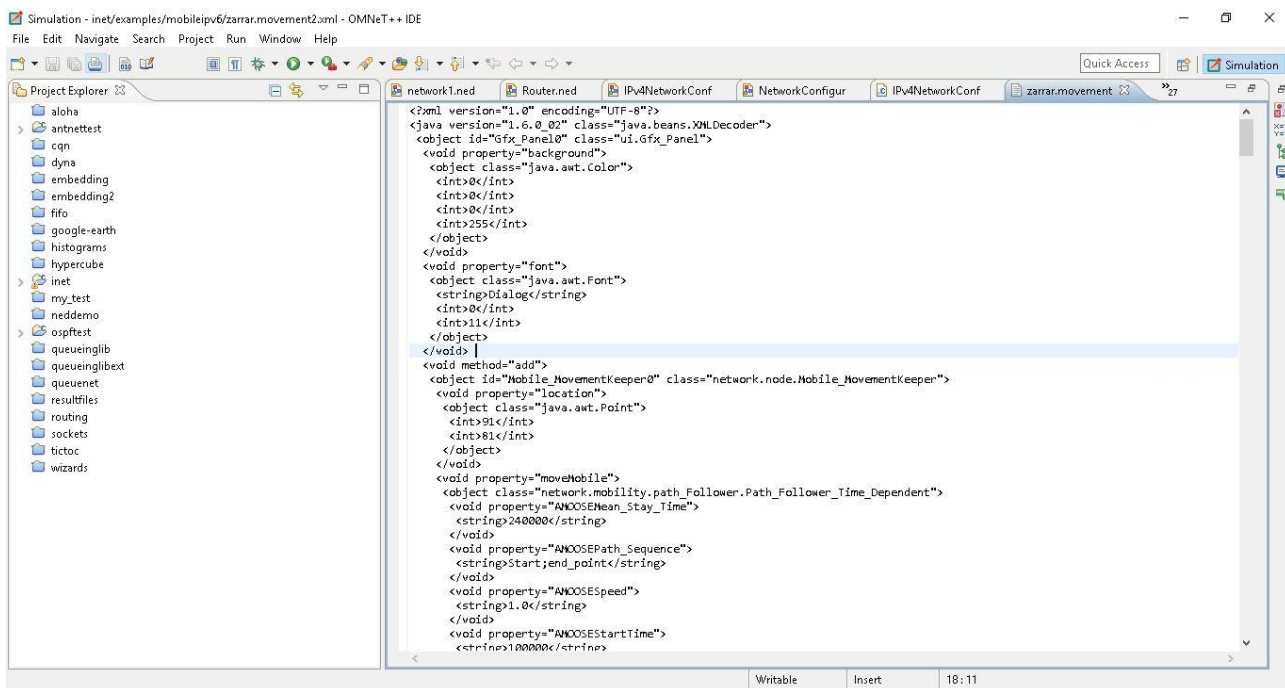 Simulation - inet/examples/mobileipv6/zarrar.movement2.xml - OMNeT++ IDE
File Edit Navigate Search Project Run Window Help
Quick Access
Simulation
Project Explorer
network1.ned
Router.ned
IPv4NetworkConf
NetworkConfigur
IPv4NetworkConf
zarrar.movement
»27
aloha
antnettest
cqn
dyna
embedding
embedding2
fifo
google-earth
histograms
hypercube
inet
my_test
neddemo
ospftest
queueinglib
queueinglibext
queuenet
resultfiles
routing
sockets
tictoc
wizards
<?xml version="1.0" encoding="UTF-8"?>
<java version="1.6.0_02" class="java.beans.XMLDecoder">
<object id="Gfx_Panel0" class="ui.Gfx_Panel">
<void property="background">
<object class="java.awt.Color">
<int>0</int>
<int>0</int>
<int>0</int>
<int>255</int>
</object>
</void>
<void property="font">
<object class="java.awt.Font">
<string>Dialog</string>
<int>0</int>
<int>11</int>
</object>
</void>
<void method="add">
<object id="Mobile_MovementKeeper0" class="network.node.Mobile_MovementKeeper">
<void property="location">
<object class="java.awt.Point">
<int>91</int>
<int>81</int>
</object>
</void>
<void property="moveMobile">
<object class="network.mobility.path_Follower.Path_Follower_Time_Dependent">
<void property="AMOOSEMean_Stay_Time">
<string>240000</string>
</void>
<void property="AMOOSEPath_Sequence">
<string>Start;end_point</string>
</void>
<void property="AMOOSESpeed">
<string>1.0</string>
</void>
<void property="AMOOSEStartTime">
<string>100000</string>
Writable
Insert
18:11